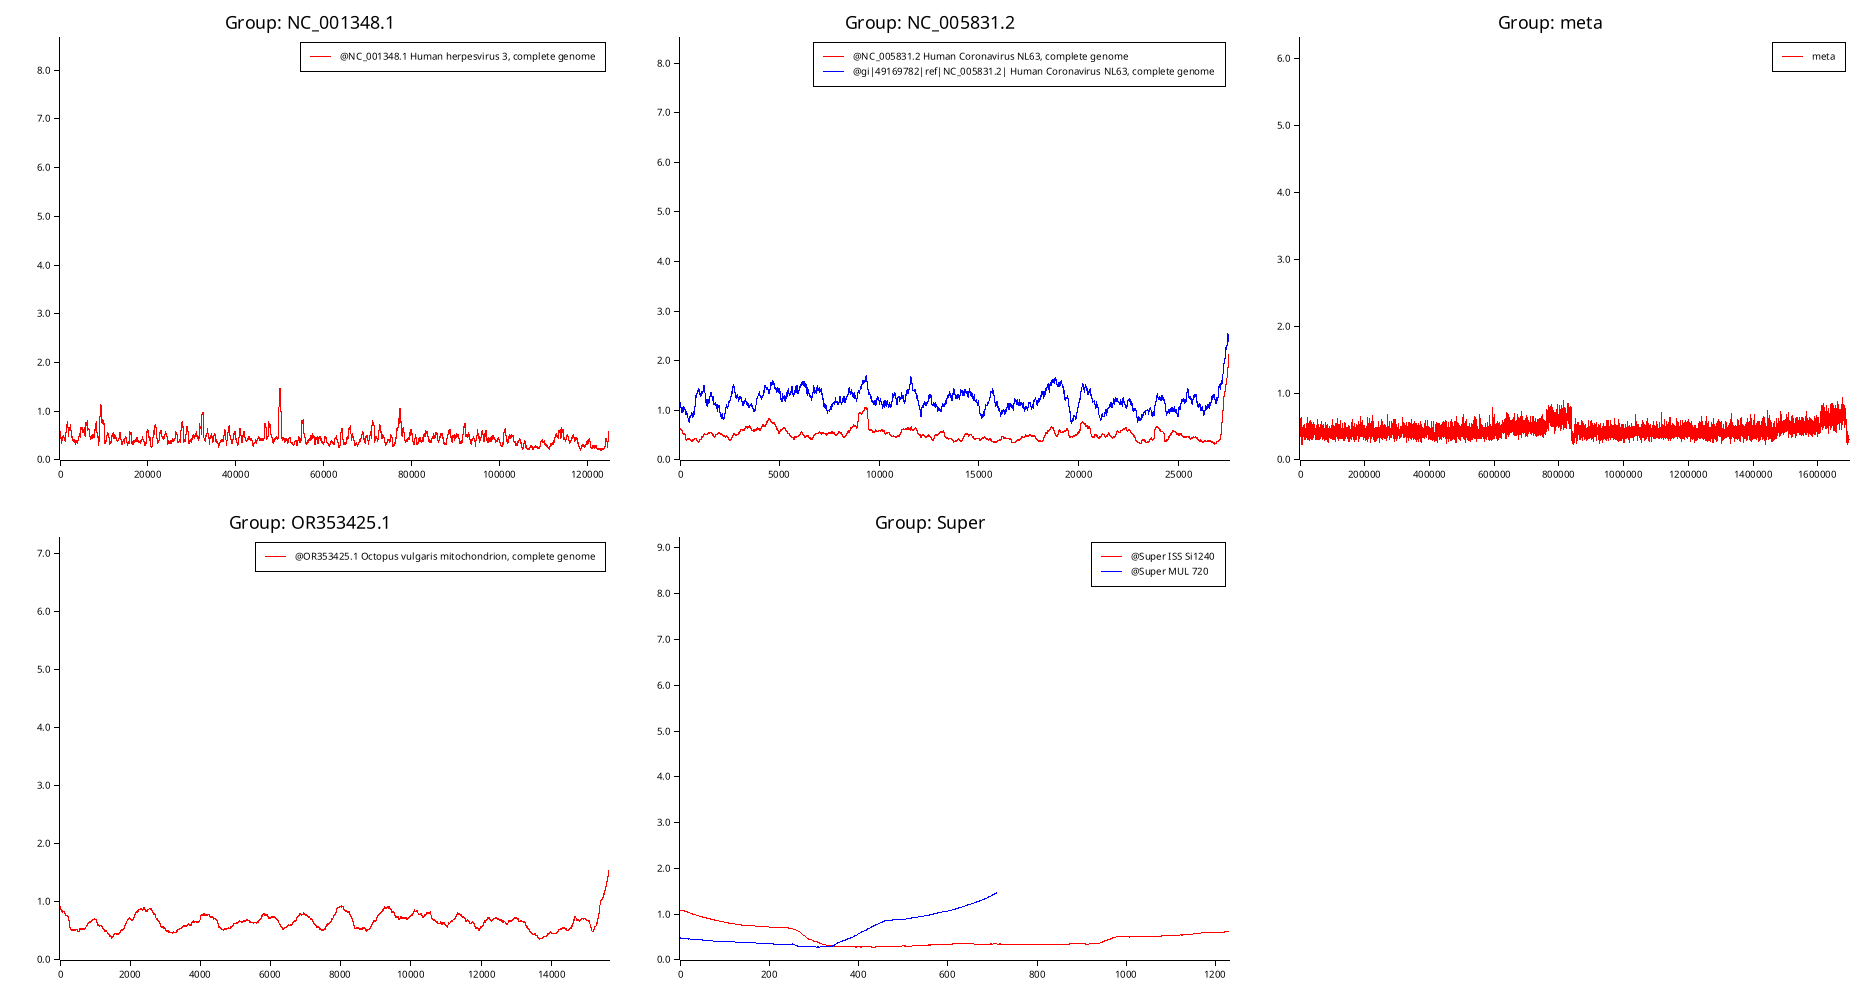 Group: NC_001348.1
@NC_001348.1 Human herpesvirus 3, complete genome
8.0
7.0
6.0
5.0
4.0
3.0
2.0
1.0
0.0
0 20000 40000 60000 80000 100000 120000
Group: NC_005831.2
@NC_005831.2 Human Coronavirus NL63, complete genome
@gi|49169782|ref|NC_005831.2| Human Coronavirus NL63, complete genome
8.0
7.0
6.0
5.0
4.0
3.0
2.0
1.0
0.0
0 5000 10000 15000 20000 25000
Group: meta
meta
6.0
5.0
4.0
3.0
2.0
1.0
0.0
0 200000 400000 600000 800000 1000000 1200000 1400000 1600000
Group: OR353425.1
@OR353425.1 Octopus vulgaris mitochondrion, complete genome
7.0
6.0
5.0
4.0
3.0
2.0
1.0
0.0
0 2000 4000 6000 8000 10000 12000 14000
Group: Super
@Super ISS Si1240
@Super MUL 720
9.0
8.0
7.0
6.0
5.0
4.0
3.0
2.0
1.0
0.0
0 200 400 600 800 1000 1200